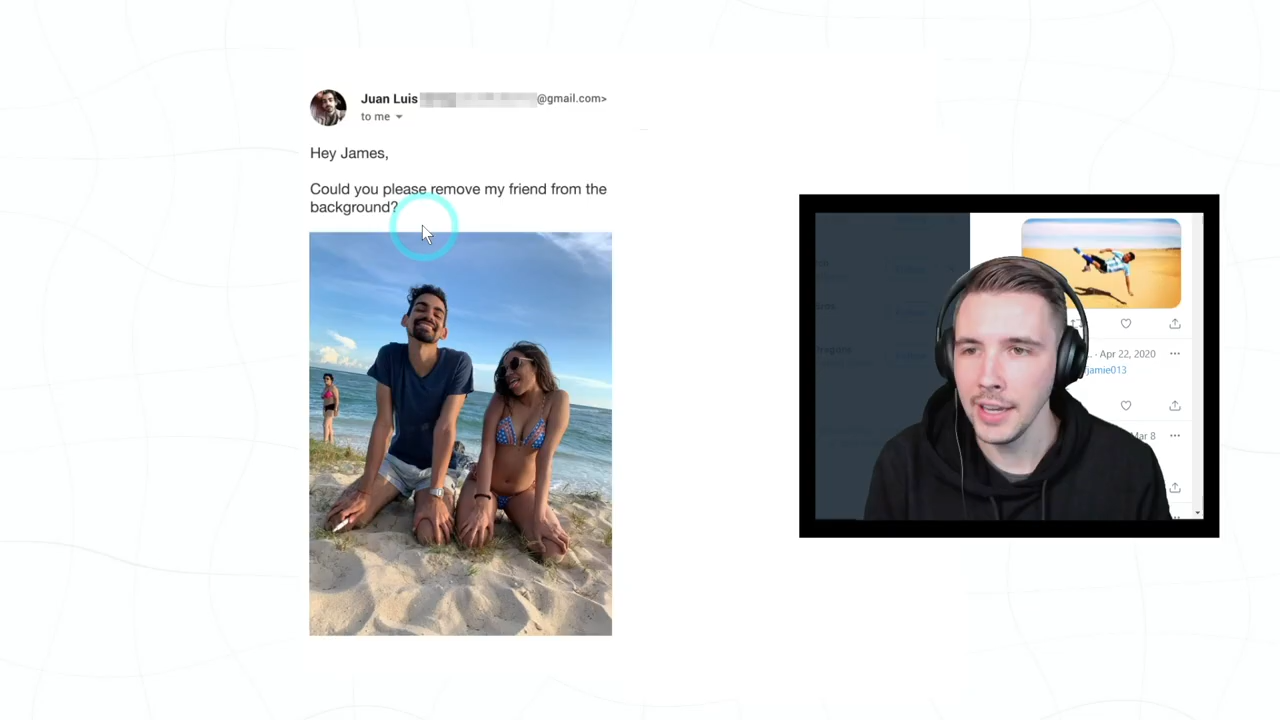 Juan Luis @gmail.com>
to me
Hey James,
Could you please remove my friend from the
background?
Apr 22, 2020
jamie013
Mar 8